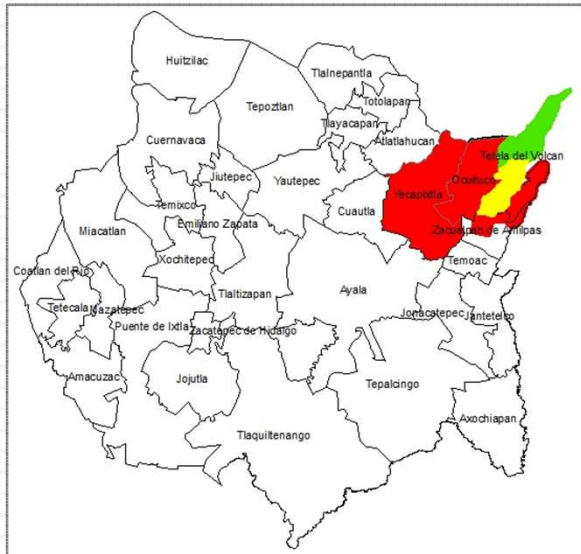 Huitzilac
Tlalnepantla
Tepoztlan
Totolapan
Tlayacapan
Cuernavaca
Atlatlahucan
Tetela del Volcan
Jiutepec
Yautepec
Ocuituco
Yecapixtla
Temixco
Cuautla
Emiliano Zapata
Miacatlan
Zacualpan de Amilpas
Xochitepec
Temoac
Coatlan del Rio
Tlaltizapan
Ayala
Tetecala
Mazatepec
Jonacatepec
Jantetelco
Puente de Ixtla
Zacatepec de Hidalgo
Amacuzac
Jojutla
Tepalcingo
Axochiapan
Tlaquiltenango